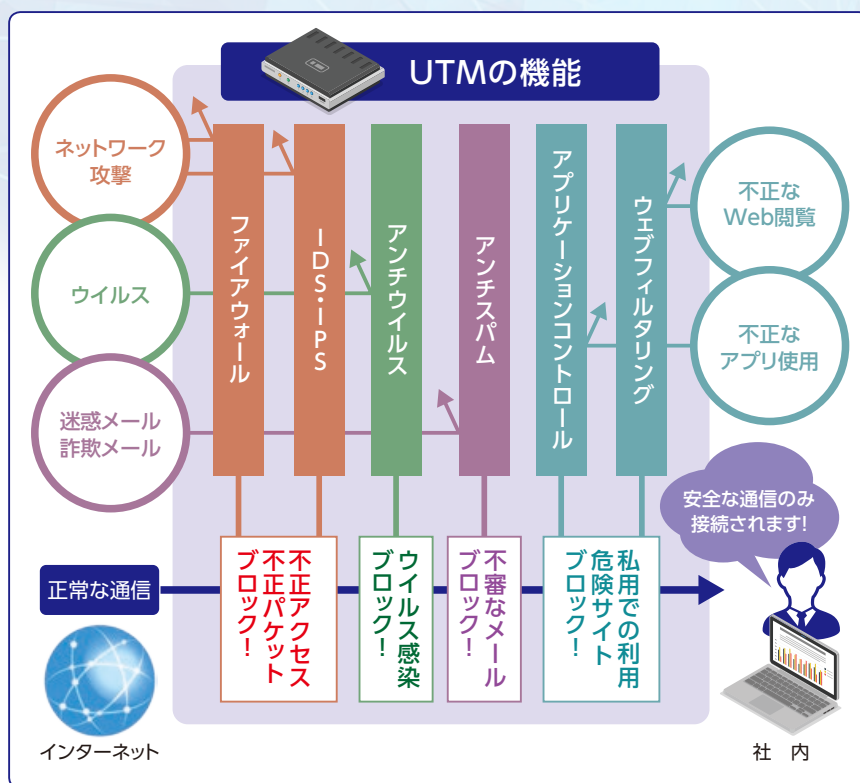 UTMの機能
ネットワーク
攻撃
ウイルス
迷惑メール
詐欺メール
ファイアウォール
IDS・IPS
アンチウイルス
アンチスパム
アプリケーションコントロール
ウェブフィルタリング
不正な
Web閲覧
不正な
アプリ使用
安全な通信のみ
接続されます!
正常な通信
不正アクセス
不正パケット
ブロック!
ウイルス感染
ブロック!
不審なメール
ブロック!
私用での利用
危険サイト
ブロック!
インターネット
社 内